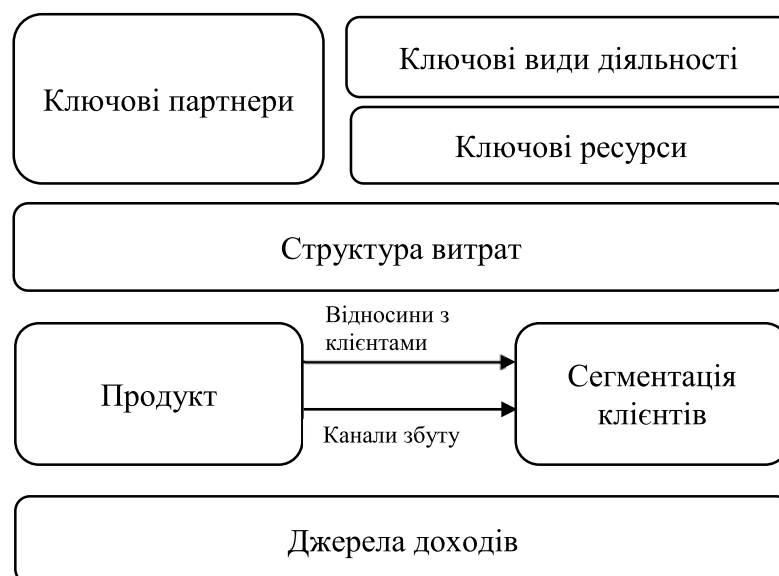 Ключові партнери
Ключові види діяльності
Ключові ресурси
Структура витрат
Відносини з
клієнтами
Продукт
Сегментація
клієнтів
Канали збуту
Джерела доходів